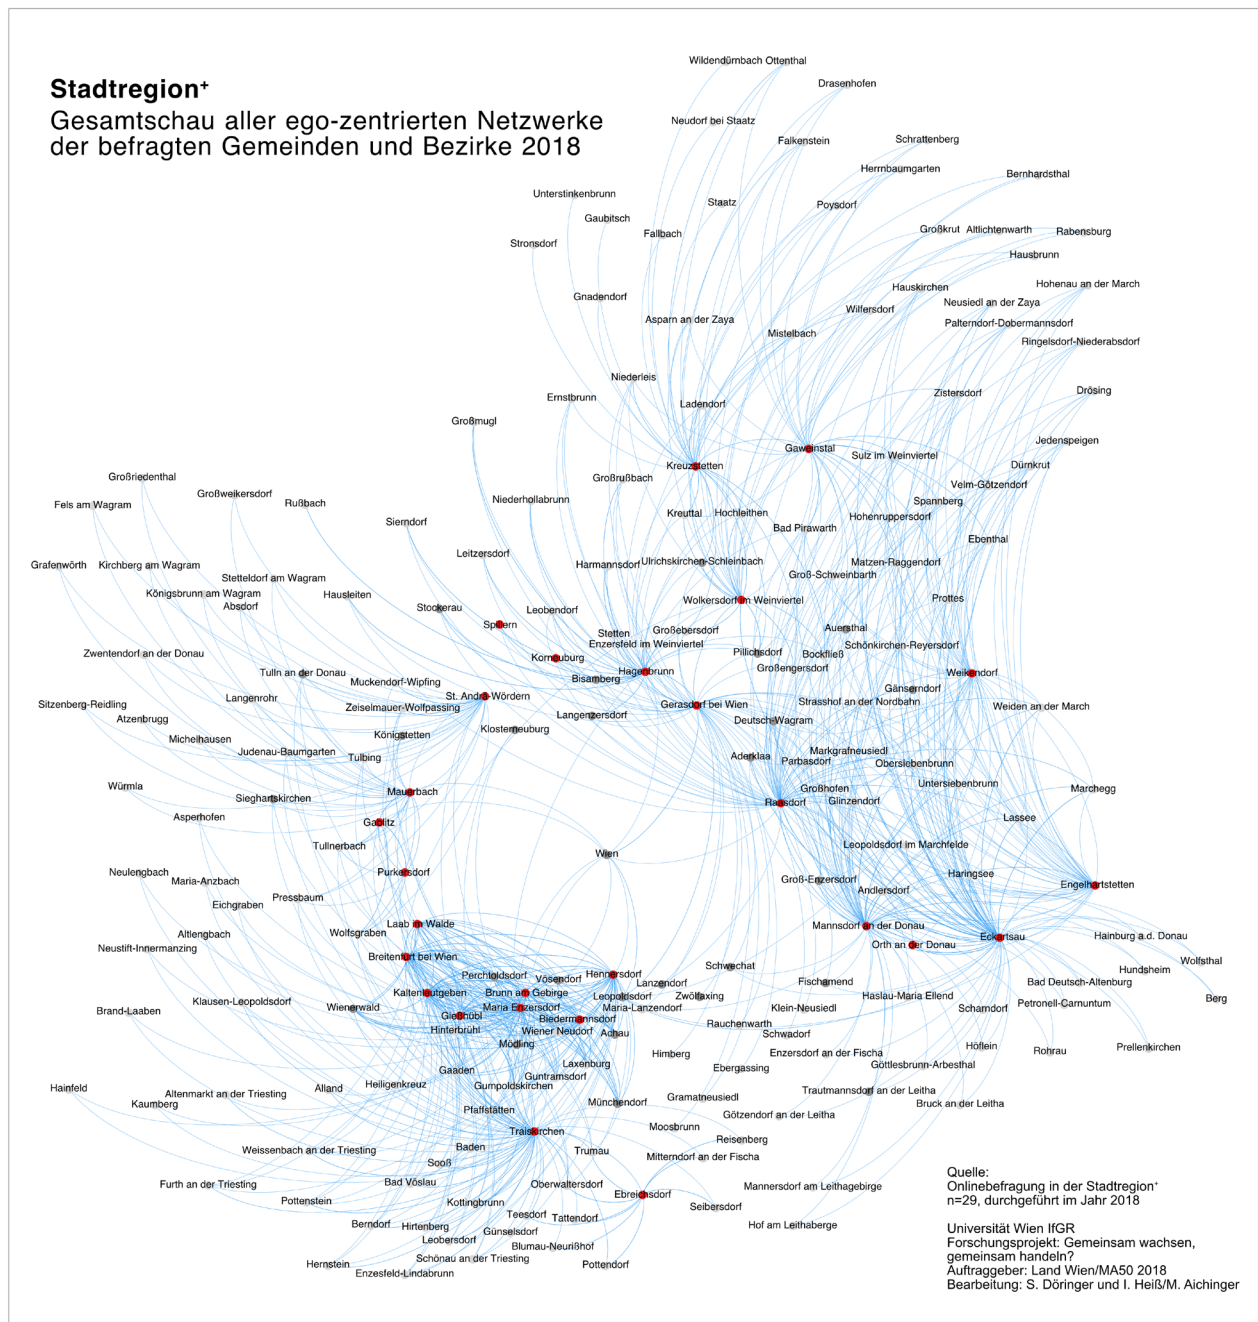 Stadtregion⁺
Gesamtschau aller ego-zentrierten Netzwerke
der befragten Gemeinden und Bezirke 2018
Wildendürnbach Ottenthal
Drasenhofen
Neudorf bei Staatz
Falkenstein
Schrattenberg
Herrnbaumgarten
Bernhardsthal
Unterstinkenbrunn
Staatz
Poysdorf
Gaubitsch
Fallbach
Großkrut
Altlichtenwarth
Rabensburg
Stronsdorf
Hausbrunn
Hauskirchen
Hohenau an der March
Gnadendorf
Neusiedl an der Zaya
Wilfersdorf
Asparn an der Zaya
Palterndorf-Dobermannsdorf
Mistelbach
Ringelsdorf-Niederabsdorf
Niederleis
Drösing
Zistersdorf
Ernstbrunn
Ladendorf
Großmugl
Jedenspeigen
Gaweinstal
Sulz im Weinviertel
Kreuzstetten
Dürnkrut
Großriedenthal
Großrußbach
Velm-Götzendorf
Großweikersdorf
Niederhollabrunn
Spannberg
Fels am Wagram
Rußbach
Kreuttal
Hochleithen
Hohenruppersdorf
Sierndorf
Bad Pirawarth
Ebenthal
Leitzersdorf
Grafenwörth
Kirchberg am Wagram
Harmannsdorf
Ulrichskirchen-Schleinbach
Matzen-Raggendorf
Stetteldorf am Wagram
Groß-Schweinbarth
Königsbrunn am Wagram
Hausleiten
Absdorf
Stockerau
Leobendorf
Wolkersdorf im Weinviertel
Prottes
Spillern
Stetten
Großebersdorf
Auersthal
Enzersfeld im Weinviertel
Schönkirchen-Reyersdorf
Zwentendorf an der Donau
Korneuburg
Pillichsdorf
Bockfließ
Großengersdorf
Tulln an der Donau
Hagenbrunn
Weikendorf
Muckendorf-Wipfing
Bisamberg
Gänserndorf
Langenrohr
St. Andrä-Wördern
Sitzenberg-Reidling
Zeiselmauer-Wolfpassing
Gerasdorf bei Wien
Strasshof an der Nordbahn
Weiden an der March
Atzenbrugg
Langenzersdorf
Deutsch-Wagram
Klosterneuburg
Michelhausen
Königstetten
Judenau-Baumgarten
Tulbing
Aderklaa
Markgrafneusiedl
Parbasdorf
Obersiebenbrunn
Würmla
Untersiebenbrunn
Marchegg
Mauerbach
Großhofen
Sieghartskirchen
Raasdorf
Glinzendorf
Asperhofen
Gablitz
Lassee
Tullnerbach
Leopoldsdorf im Marchfelde
Wien
Neulengbach
Purkersdorf
Haringsee
Maria-Anzbach
Groß-Enzersdorf
Andlersdorf
Engelhartstetten
Pressbaum
Eichgraben
Laab im Walde
Mannsdorf an der Donau
Altlengbach
Wolfsgraben
Eckartsau
Hainburg a.d. Donau
Neustift-Innermanzing
Orth an der Donau
Breitenfurt bei Wien
Wolfsthal
Schwechat
Hundsheim
Perchtoldsdorf
Vösendorf
Hennersdorf
Lanzendorf
Fischamend
Bad Deutsch-Altenburg
Kaltenleutgeben
Brunn am Gebirge
Leopoldsdorf
Zwölfaxing
Haslau-Maria Ellend
Berg
Klausen-Leopoldsdorf
Wienerwald
Maria Enzersdorf
Maria-Lanzendorf
Klein-Neusiedl
Petronell-Carnuntum
Scharndorf
Brand-Laaben
Gießhübl
Biedermannsdorf
Rauchenwarth
Hinterbrühl
Wiener Neudorf
Achau
Schwadorf
Mödling
Höflein
Prellenkirchen
Himberg
Enzersdorf an der Fischa
Rohrau
Laxenburg
Göttlesbrunn-Arbesthal
Gaaden
Ebergassing
Guntramsdorf
Hainfeld
Alland
Heiligenkreuz
Gumpoldskirchen
Altenmarkt an der Triesting
Trautmannsdorf an der Leitha
Kaumberg
Münchendorf
Gramatneusiedl
Bruck an der Leitha
Pfaffstätten
Götzendorf an der Leitha
Moosbrunn
Traiskirchen
Reisenberg
Weissenbach an der Triesting
Baden
Trumau
Mitterndorf an der Fischa
Sooß
Furth an der Triesting
Bad Vöslau
Oberwaltersdorf
Mannersdorf am Leithagebirge
Ebreichsdorf
Pottenstein
Kottingbrunn
Seibersdorf
Teesdorf
Tattendorf
Berndorf
Hirtenberg
Hof am Leithaberge
Günselsdorf
Leobersdorf
Blumau-Neurißhof
Schönau an der Triesting
Hernstein
Pottendorf
Enzesfeld-Lindabrunn
Quelle:
Onlinebefragung in der Stadtregion⁺
n=29, durchgeführt im Jahr 2018
Universität Wien IfGR
Forschungsprojekt: Gemeinsam wachsen,
gemeinsam handeln?
Auftraggeber: Land Wien/MA50 2018
Bearbeitung: S. Döringer und I. Heiß/M. Aichinger